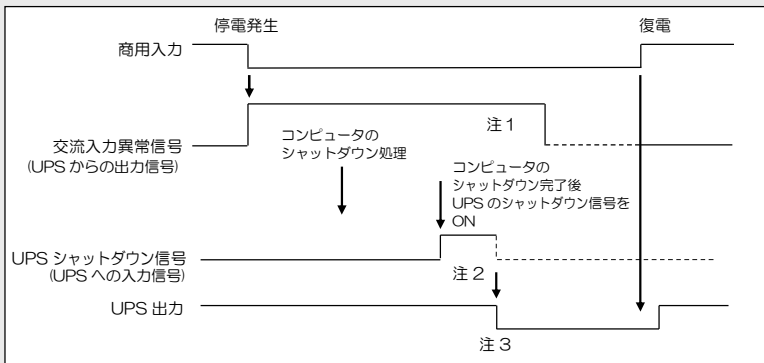 停電発生
復電
商用入力
注1
交流入力異常信号
(UPS からの出力信号)
コンピュータの
シャットダウン処理
コンピュータの
シャットダウン完了後
UPS のシャットダウン信号を
ON
UPS シャットダウン信号
(UPS への入力信号)
注2
UPS 出力
注3